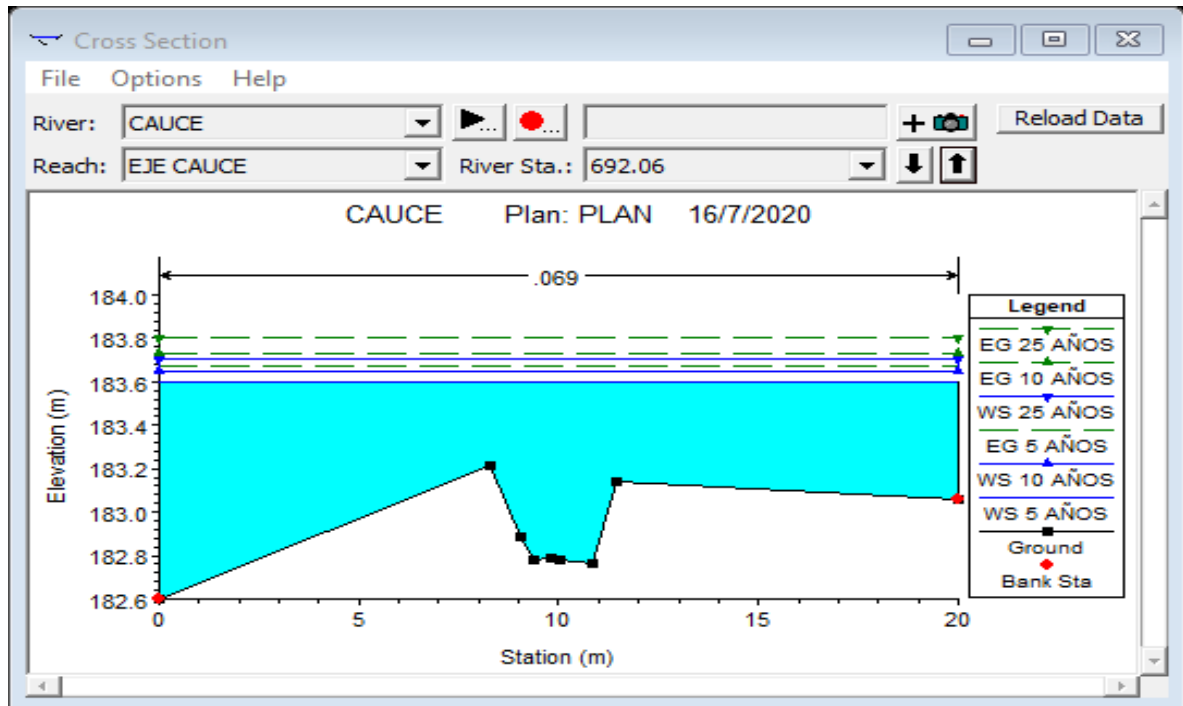 Cross Section
File Options Help
River: CAUCE ... ... + Reload Data
Reach: EJE CAUCE River Sta.: 692.06
CAUCE Plan: PLAN 16/7/2020
.069
184.0
183.8
183.6
183.4
183.2
183.0
182.8
182.6
Elevation (m)
0 5 10 15 20
Station (m)
Legend
EG 25 AÑOS
EG 10 AÑOS
WS 25 AÑOS
EG 5 AÑOS
WS 10 AÑOS
WS 5 AÑOS
Ground
Bank Sta